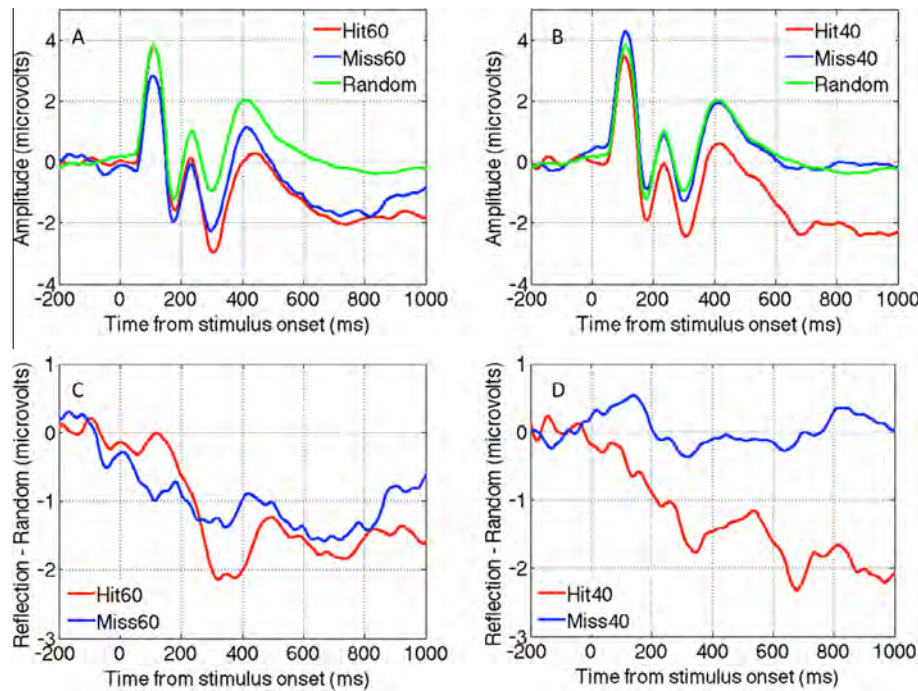 A
Hit60
Miss60
Random
4
2
0
-2
-4
-200
0
200
400
600
800
1000
Amplitude (microvolts)
Time from stimulus onset (ms)
B
Hit40
Miss40
Random
4
2
0
-2
-4
-200
0
200
400
600
800
1000
Amplitude (microvolts)
Time from stimulus onset (ms)
C
1
0
-1
-2
-3
Hit60
Miss60
-200
0
200
400
600
800
1000
Reflection - Random (microvolts)
Time from stimulus onset (ms)
D
1
0
-1
-2
-3
Hit40
Miss40
-200
0
200
400
600
800
1000
Reflection - Random (microvolts)
Time from stimulus onset (ms)